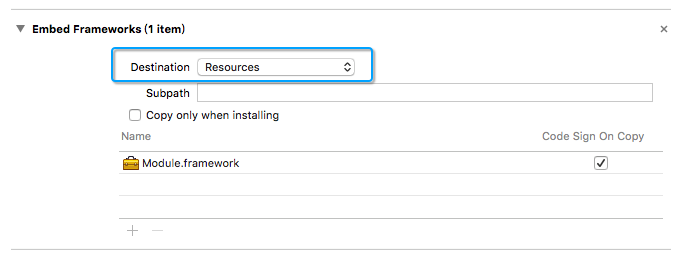 Embed Frameworks (1 item)
Destination Resources
Subpath
Copy only when installing
Name Code Sign On Copy
Module.framework